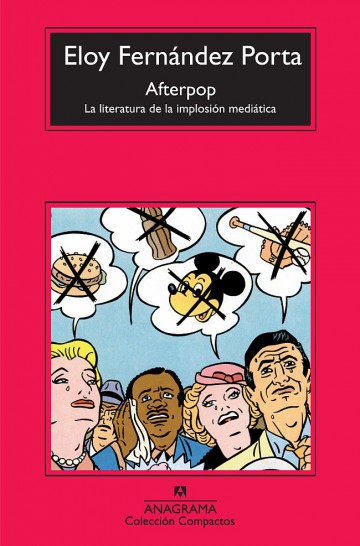 Eloy Fernández Porta
Afterpop
La literatura de la implosión mediática
ANAGRAMA
Colección Compactos